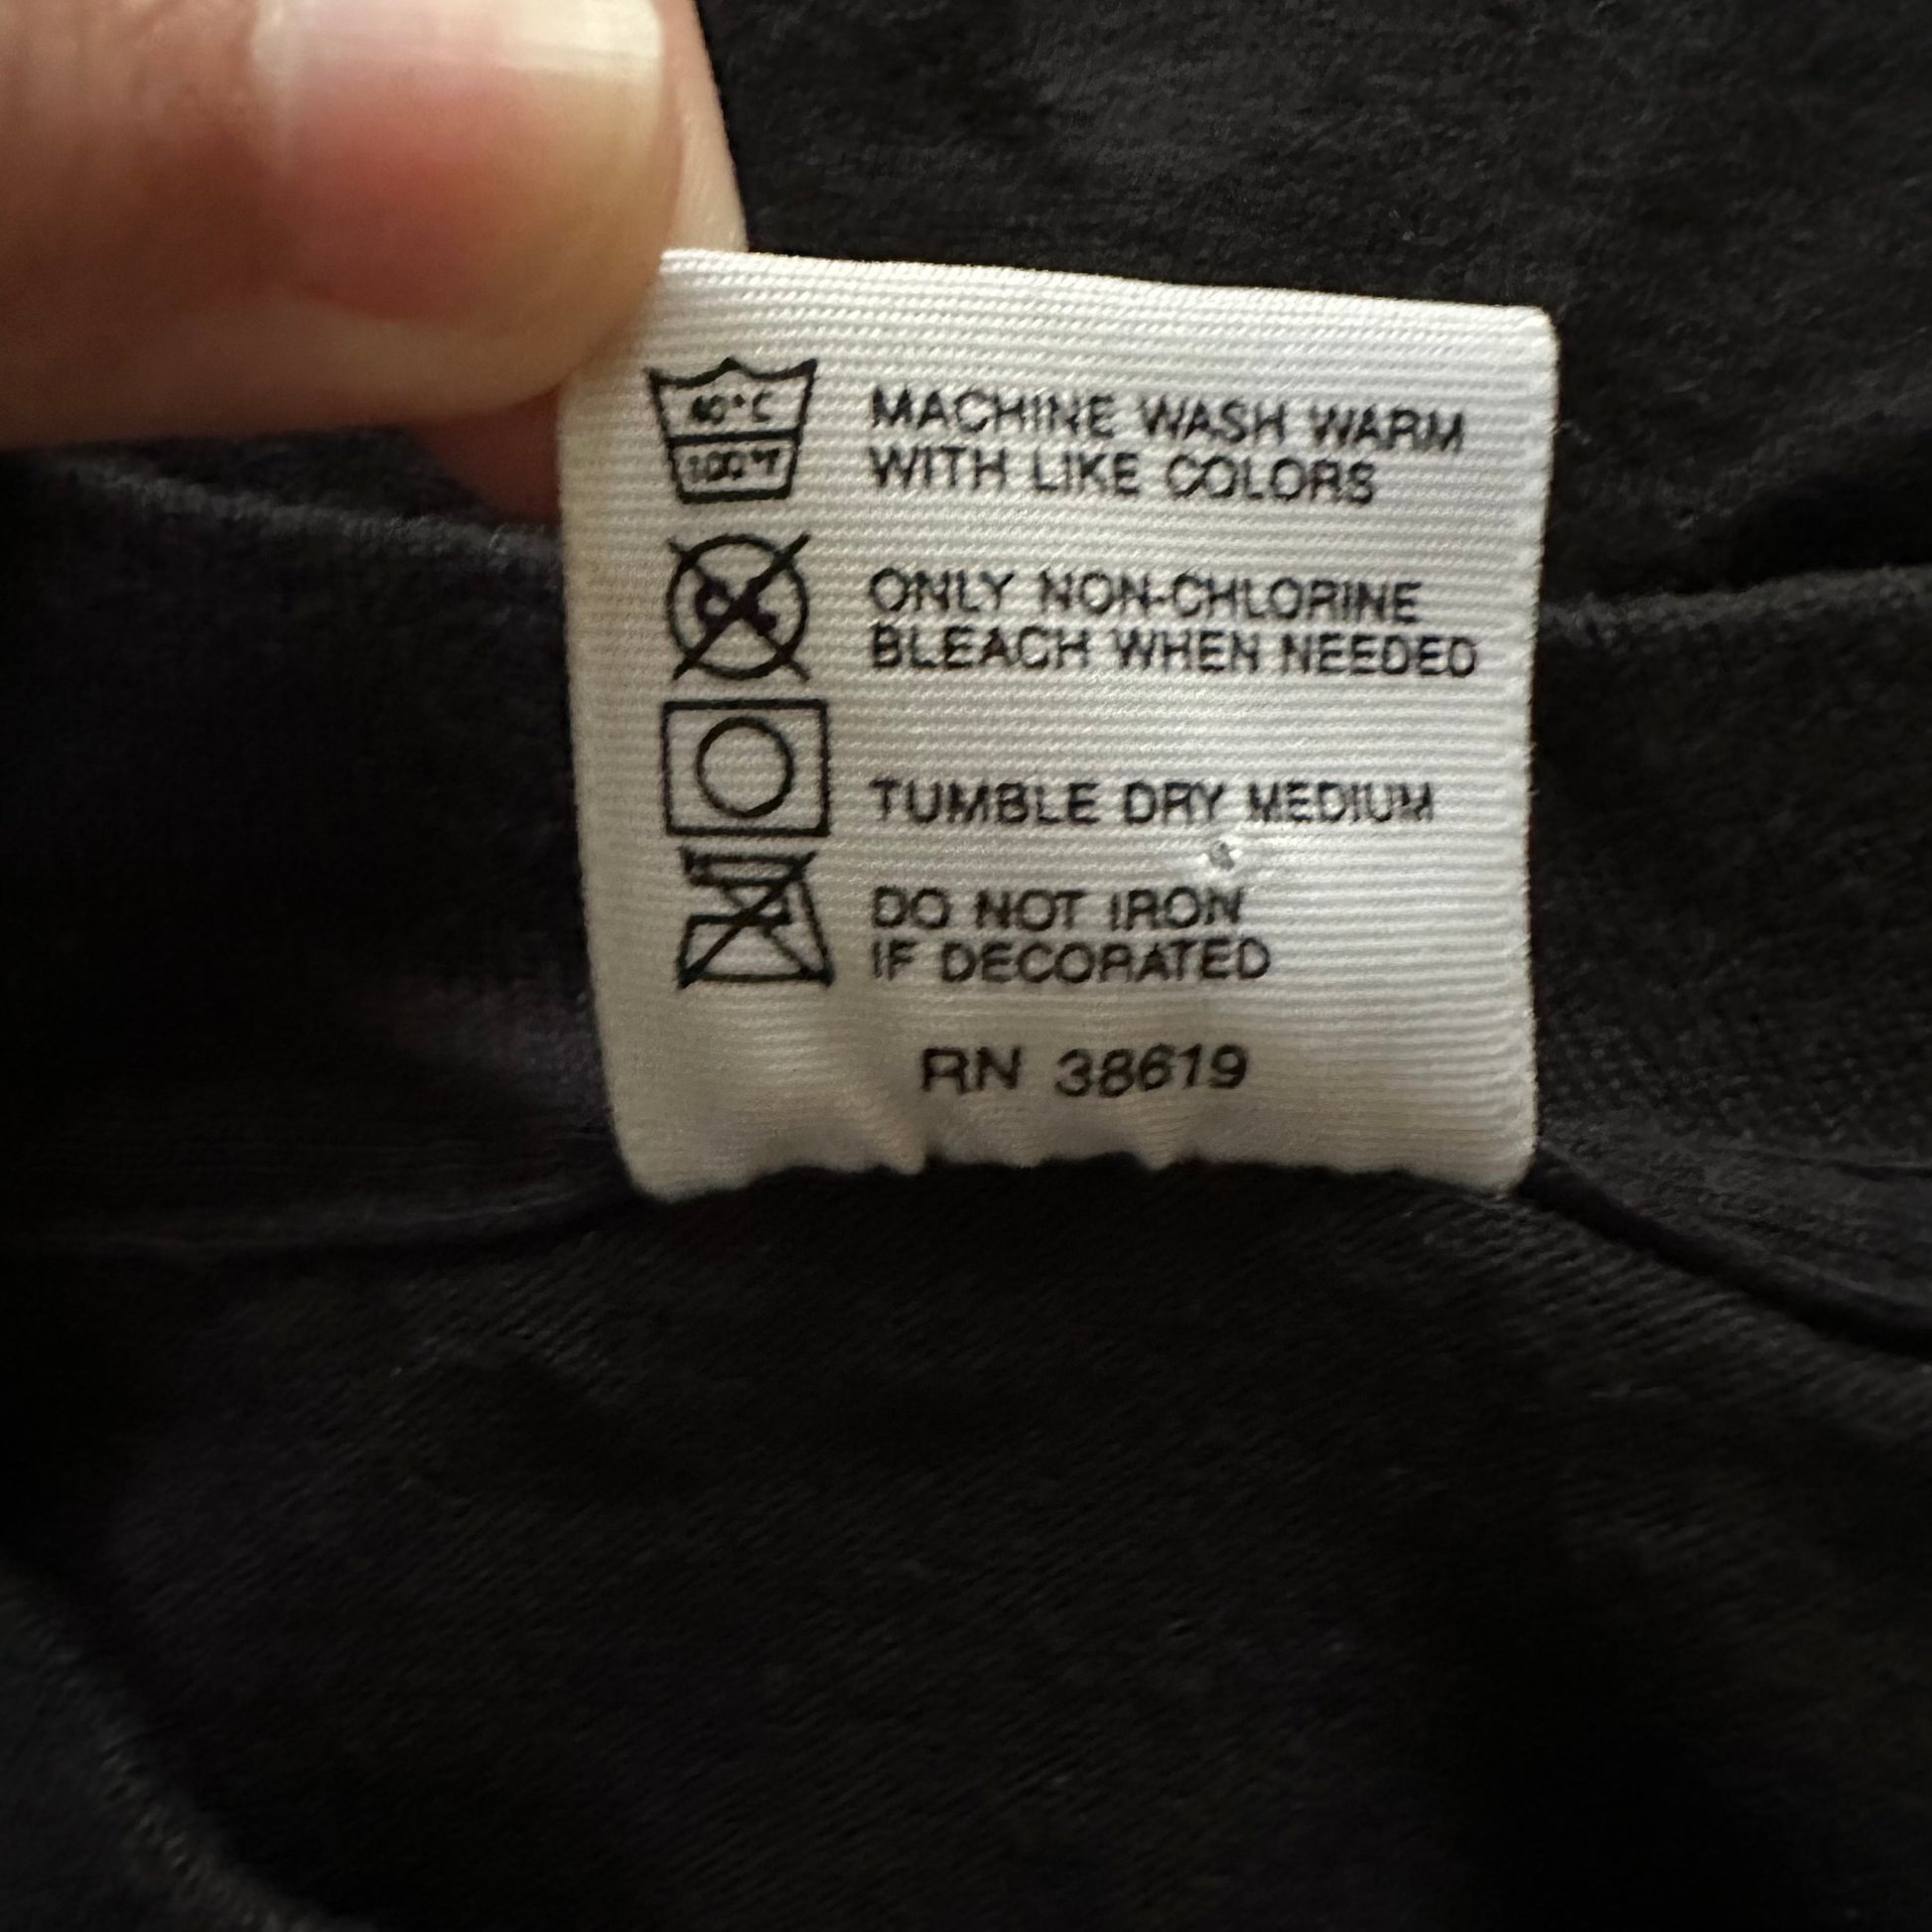 40°C
100°F
MACHINE WASH WARM
WITH LIKE COLORS
ONLY NON-CHLORINE
BLEACH WHEN NEEDED
TUMBLE DRY MEDIUM
DO NOT IRON
IF DECORATED
RN 38619